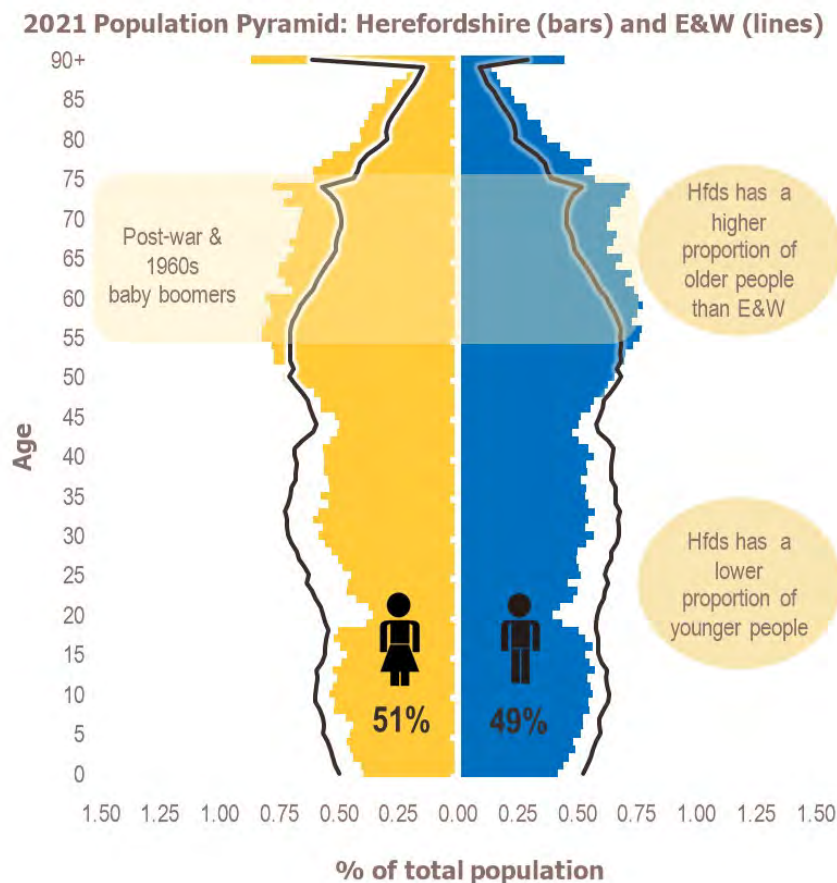 2021 Population Pyramid: Herefordshire (bars) and E&W (lines)
90+
85
80
75
70
65
60
55
50
45
40
35
30
25
20
15
10
5
0
Age
Post-war &
1960s
baby boomers
Hfds has a
higher
proportion of
older people
than E&W
Hfds has a
lower
proportion of
younger people
51%
49%
1.50 1.25 1.00 0.75 0.50 0.25 0.00 0.25 0.50 0.75 1.00 1.25 1.50
% of total population